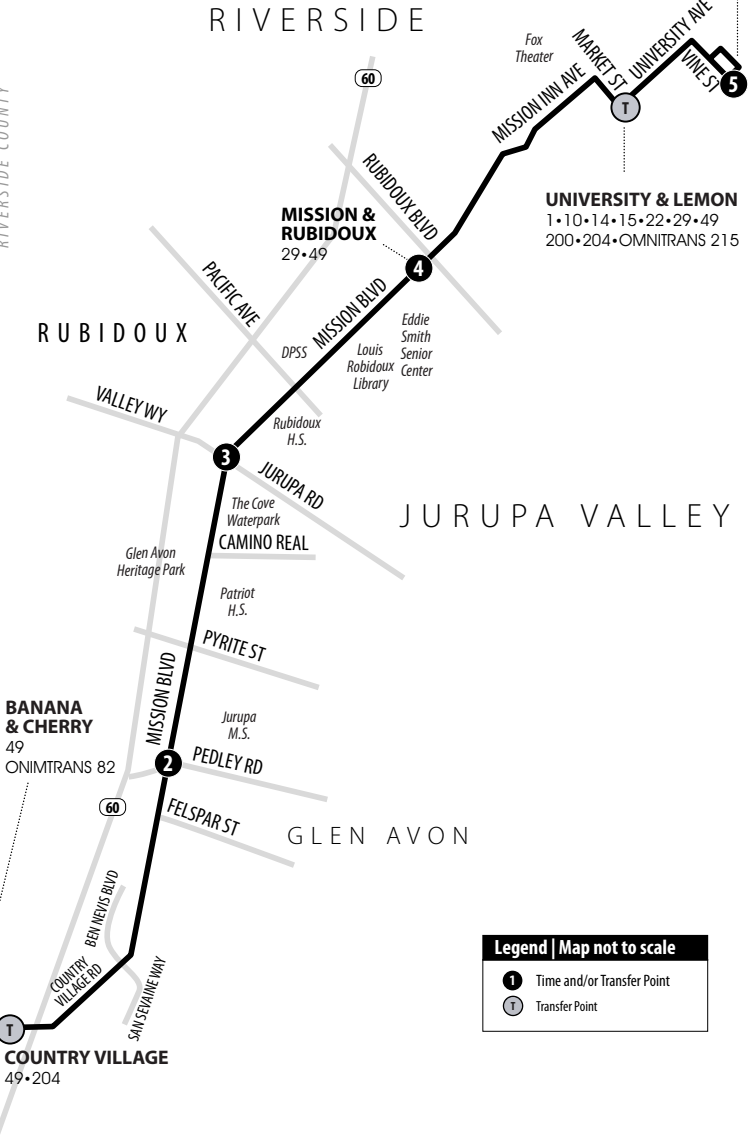 RIVERSIDE
RIVERSIDE COUNTY
60
Fox
Theater
MARKET ST
UNIVERSITY AVE
MISSION INN AVE
VINE ST
T
5
UNIVERSITY & LEMON
1•10•14•15•22•29•49
200•204•OMNITRANS 215
RUBIDOUX BLVD
MISSION &
RUBIDOUX
29•49
4
PACIFIC AVE
MISSION BLVD
RUBIDOUX
DPSS
Louis
Robidoux
Library
Eddie
Smith
Senior
Center
VALLEY WY
Rubidoux
H.S.
3
JURUPA RD
JURUPA VALLEY
The Cove
Waterpark
CAMINO REAL
Glen Avon
Heritage Park
Patriot
H.S.
PYRITE ST
MISSION BLVD
BANANA
& CHERRY
49
ONIMTRANS 82
Jurupa
M.S.
2
PEDLEY RD
60
FELSPAR ST
GLEN AVON
BEN NEVIS BLVD
COUNTRY
VILLAGE RD
SAN SEVAINE WAY
T
COUNTRY VILLAGE
49•204
Legend | Map not to scale
1 Time and/or Transfer Point
T Transfer Point